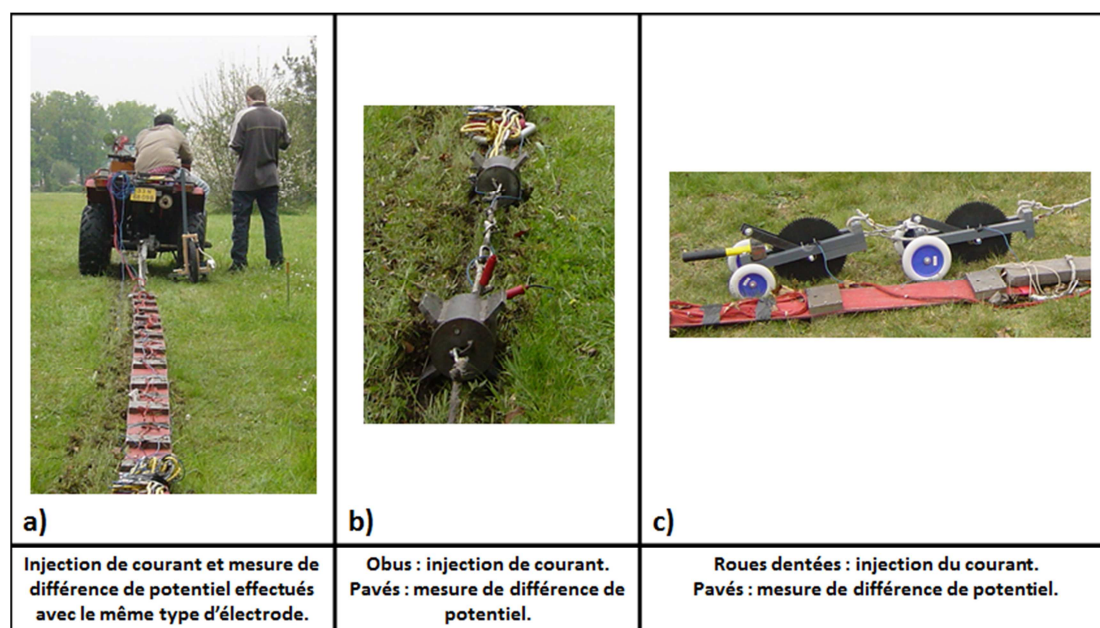 a)
Injection de courant et mesure de
différence de potentiel effectués
avec le même type d'électrode.
b)
Obus : injection de courant.
Pavés : mesure de différence de
potentiel.
c)
Roues dentées : injection du courant.
Pavés : mesure de différence de potentiel.